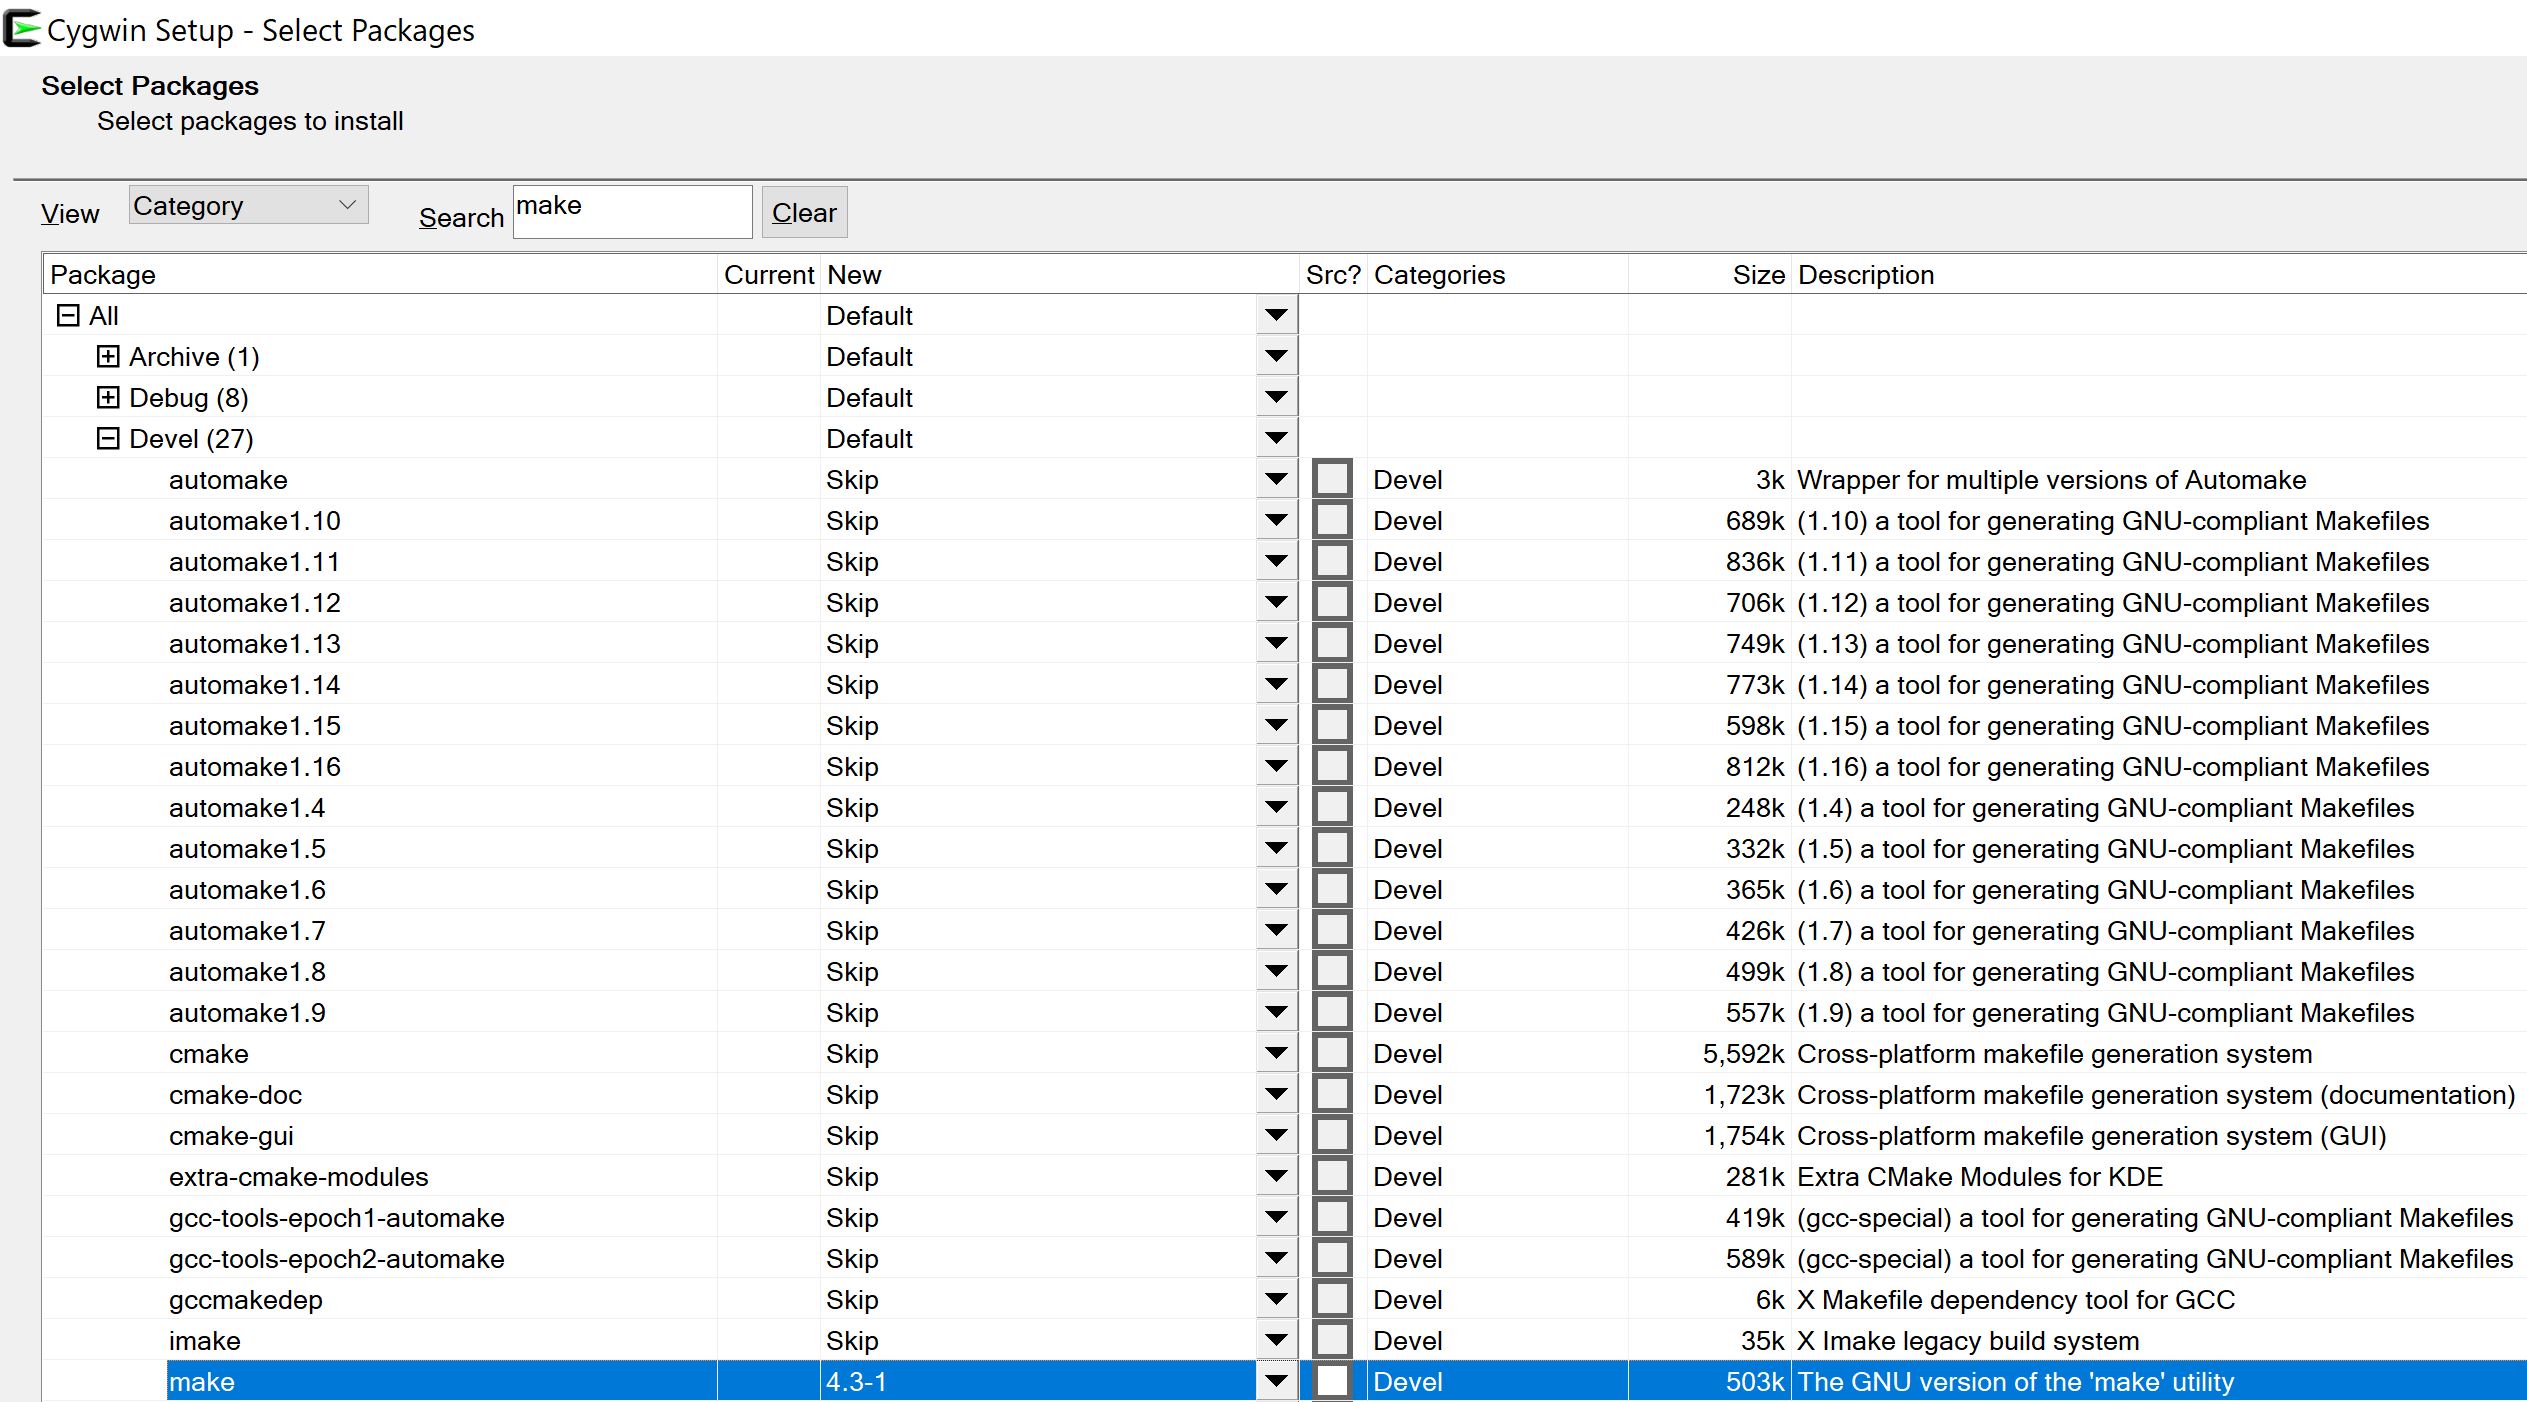 Cygwin Setup - Select Packages
Select Packages
Select packages to install
View Category Search make Clear
Package Current New Src? Categories Size Description
All Default
Archive (1) Default
Debug (8) Default
Devel (27) Default
automake Skip Devel 3k Wrapper for multiple versions of Automake
automake1.10 Skip Devel 689k (1.10) a tool for generating GNU-compliant Makefiles
automake1.11 Skip Devel 836k (1.11) a tool for generating GNU-compliant Makefiles
automake1.12 Skip Devel 706k (1.12) a tool for generating GNU-compliant Makefiles
automake1.13 Skip Devel 749k (1.13) a tool for generating GNU-compliant Makefiles
automake1.14 Skip Devel 773k (1.14) a tool for generating GNU-compliant Makefiles
automake1.15 Skip Devel 598k (1.15) a tool for generating GNU-compliant Makefiles
automake1.16 Skip Devel 812k (1.16) a tool for generating GNU-compliant Makefiles
automake1.4 Skip Devel 248k (1.4) a tool for generating GNU-compliant Makefiles
automake1.5 Skip Devel 332k (1.5) a tool for generating GNU-compliant Makefiles
automake1.6 Skip Devel 365k (1.6) a tool for generating GNU-compliant Makefiles
automake1.7 Skip Devel 426k (1.7) a tool for generating GNU-compliant Makefiles
automake1.8 Skip Devel 499k (1.8) a tool for generating GNU-compliant Makefiles
automake1.9 Skip Devel 557k (1.9) a tool for generating GNU-compliant Makefiles
cmake Skip Devel 5,592k Cross-platform makefile generation system
cmake-doc Skip Devel 1,723k Cross-platform makefile generation system (documentation)
cmake-gui Skip Devel 1,754k Cross-platform makefile generation system (GUI)
extra-cmake-modules Skip Devel 281k Extra CMake Modules for KDE
gcc-tools-epoch1-automake Skip Devel 419k (gcc-special) a tool for generating GNU-compliant Makefiles
gcc-tools-epoch2-automake Skip Devel 589k (gcc-special) a tool for generating GNU-compliant Makefiles
gccmakedep Skip Devel 6k X Makefile dependency tool for GCC
imake Skip Devel 35k X Imake legacy build system
make 4.3-1 Devel 503k The GNU version of the 'make' utility